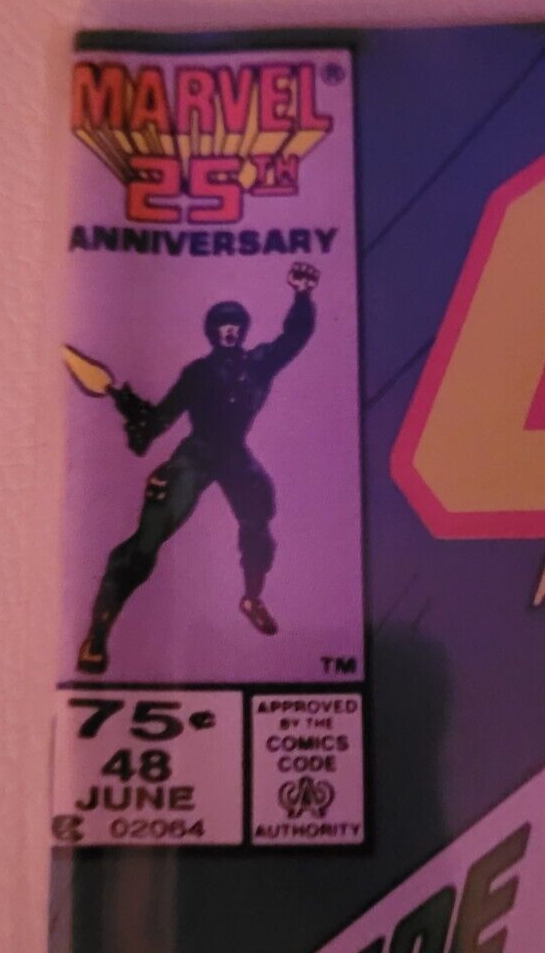 MARVEL®
25TH
ANNIVERSARY
TM
75¢
48
JUNE
02064
APPROVED
BY THE
COMICS
CODE
AUTHORITY